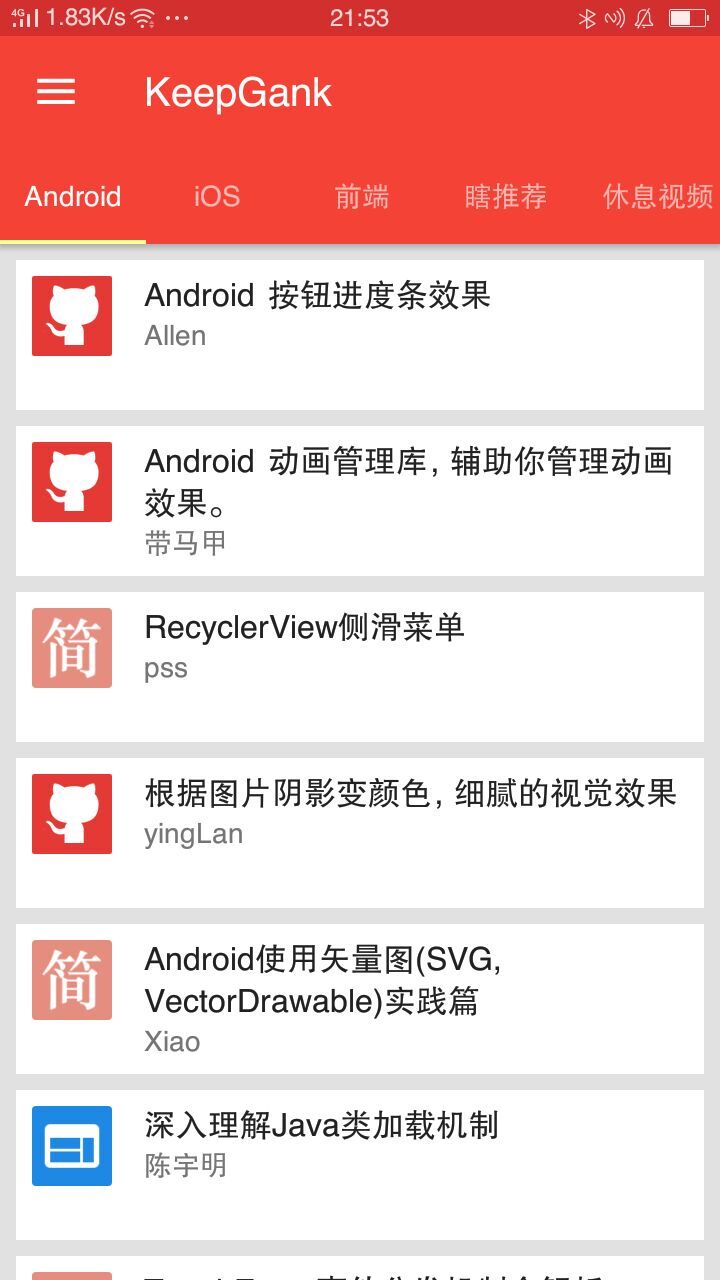 4G 1.83K/s 21:53
KeepGank
Android iOS 前端 瞎推荐 休息视频
Android 按钮进度条效果
Allen
Android 动画管理库, 辅助你管理动画
效果。
带马甲
简
RecyclerView侧滑菜单
pss
根据图片阴影变颜色, 细腻的视觉效果
yingLan
简
Android使用矢量图(SVG,
VectorDrawable)实践篇
Xiao
深入理解Java类加载机制
陈宇明